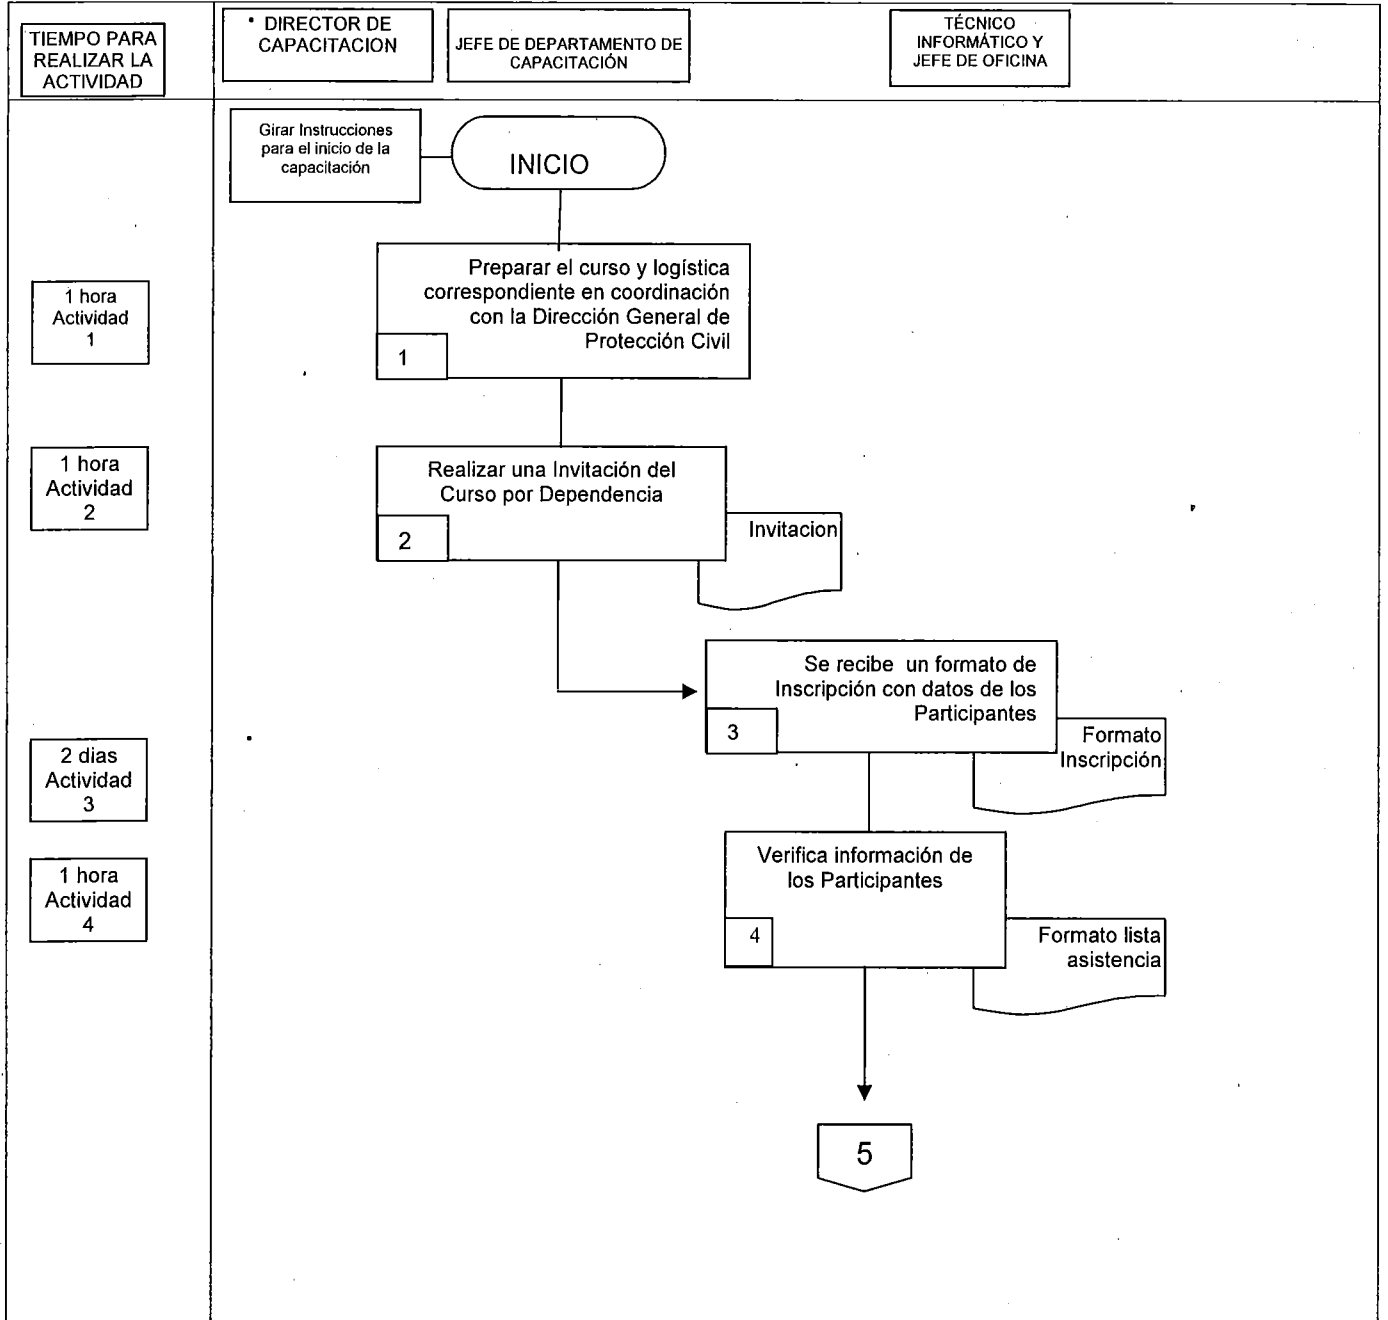 TIEMPO PARA
REALIZAR LA
ACTIVIDAD
DIRECTOR DE
CAPACITACION
JEFE DE DEPARTAMENTO DE
CAPACITACIÓN
TÉCNICO
INFORMÁTICO Y
JEFE DE OFICINA
Girar Instrucciones
para el inicio de la
capacitación
INICIO
1 hora
Actividad
1
Preparar el curso y logística
correspondiente en coordinación
con la Dirección General de
Protección Civil
1
1 hora
Actividad
2
Realizar una Invitación del
Curso por Dependencia
2
Invitacion
Se recibe un formato de
Inscripción con datos de los
Participantes
3
Formato
Inscripción
2 dias
Actividad
3
1 hora
Actividad
4
Verifica información de
los Participantes
4
Formato lista
asistencia
5